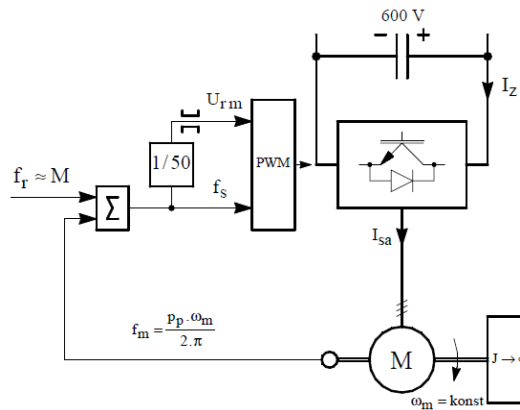 600 V
− +
I_Z
U_rm
1/50
PWM
f_r ≈ M
Σ
f_s
I_sa
f_m = p_p . ω_m / 2 . π
M
J →
ω_m = konst